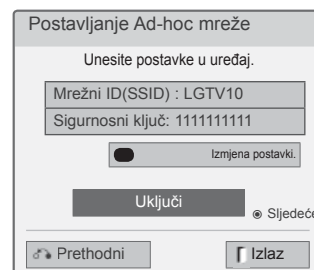 Postavljanje Ad-hoc mreže
Unesite postavke u uređaj.
Mrežni ID(SSID) : LGTV10
Sigurnosni ključ: 1111111111
Izmjena postavki.
Uključi
Sljedeće
Prethodni
Izlaz